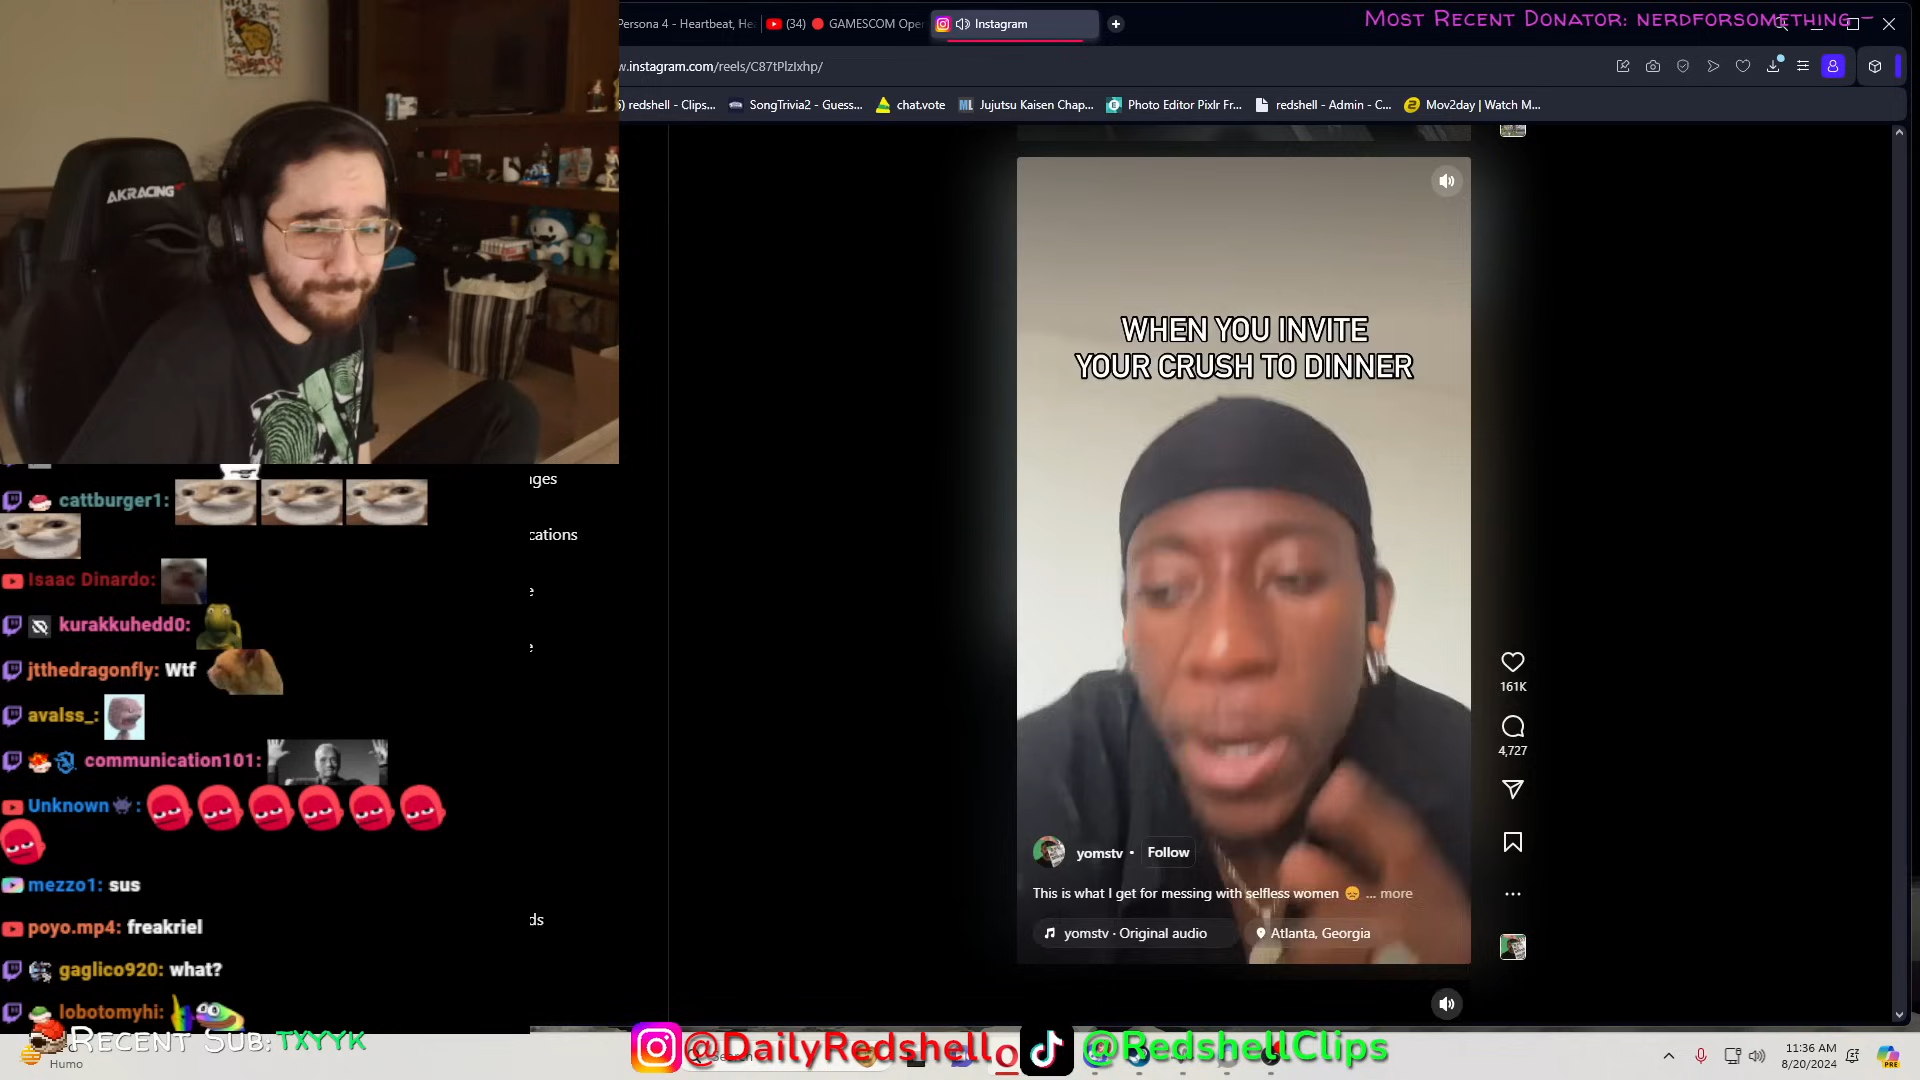 Persona 4 - Heartbeat, He
(34)
GAMESCOM Ope
Instagram
MOST RECENT DONATOR: NERDFORSOMETHING -
w.instagram.com/reels/C87tPlzIxhp/
) redshell - Clips...
SongTrivia2 - Guess...
chat.vote
ML
Jujutsu Kaisen Chap...
Photo Editor Pixlr Fr...
redshell - Admin - C...
Mov2day | Watch M...
AKRACING
WHEN YOU INVITE
YOUR CRUSH TO DINNER
ges
cations
e
e
ds
cattburger1:
Isaac Dinardo:
kurakkuhedd0:
jtthedragonfly: Wtf
avalss_:
communication101:
Unknown :
mezzo1: sus
poyo.mp4: freakriel
gaglico920: what?
lobotomyhi:
161K
4,727
yomstv • Follow
This is what I get for messing with selfless women 😞 ... more
yomstv · Original audio
Atlanta, Georgia
RECENT SUB: TXYYK
Humo
Search
@DailyRedshell
@RedshellClips
11:36 AM
8/20/2024
PRE